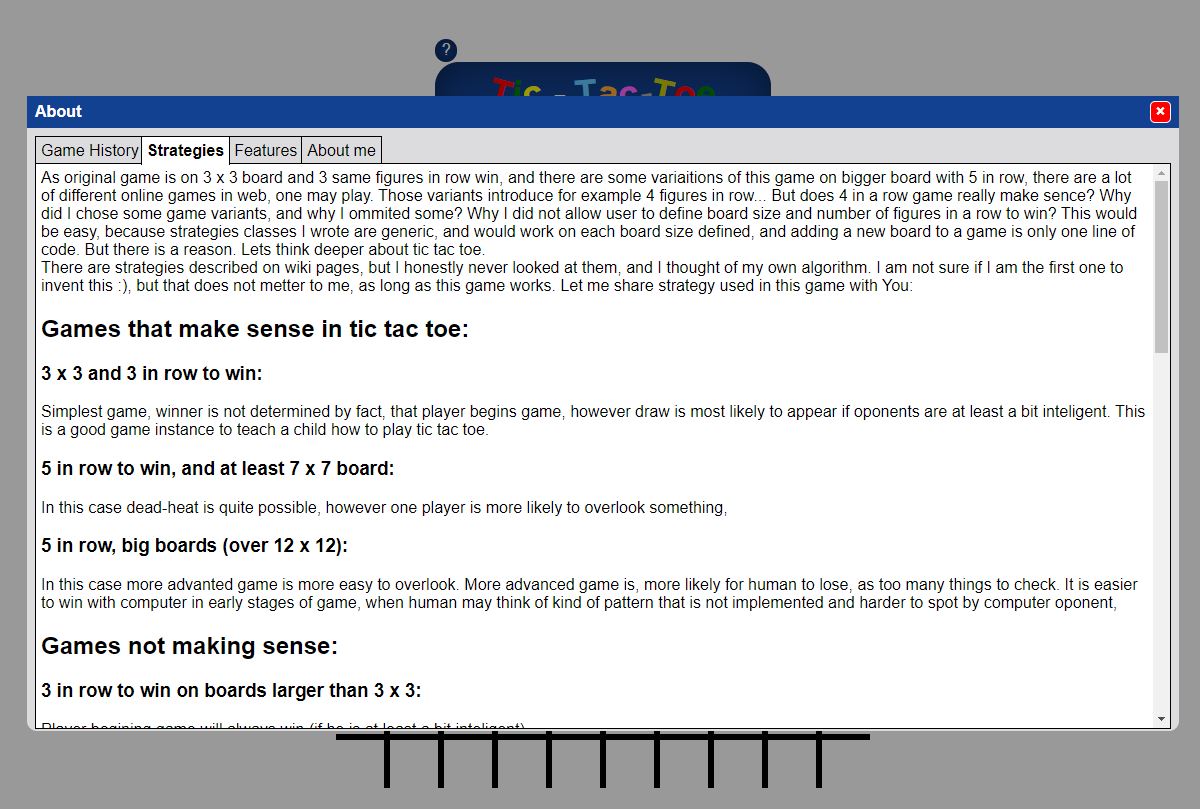 ?
Tic - Tac-Toe
About
Game History Strategies Features About me
As original game is on 3 x 3 board and 3 same figures in row win, and there are some variaitions of this game on bigger board with 5 in row, there are a lot
of different online games in web, one may play. Those variants introduce for example 4 figures in row... But does 4 in a row game really make sence? Why
did I chose some game variants, and why I ommited some? Why I did not allow user to define board size and number of figures in a row to win? This would
be easy, because strategies classes I wrote are generic, and would work on each board size defined, and adding a new board to a game is only one line of
code. But there is a reason. Lets think deeper about tic tac toe.
There are strategies described on wiki pages, but I honestly never looked at them, and I thought of my own algorithm. I am not sure if I am the first one to
invent this :), but that does not metter to me, as long as this game works. Let me share strategy used in this game with You:
Games that make sense in tic tac toe:
3 x 3 and 3 in row to win:
Simplest game, winner is not determined by fact, that player begins game, however draw is most likely to appear if oponents are at least a bit inteligent. This
is a good game instance to teach a child how to play tic tac toe.
5 in row to win, and at least 7 x 7 board:
In this case dead-heat is quite possible, however one player is more likely to overlook something,
5 in row, big boards (over 12 x 12):
In this case more advanted game is more easy to overlook. More advanced game is, more likely for human to lose, as too many things to check. It is easier
to win with computer in early stages of game, when human may think of kind of pattern that is not implemented and harder to spot by computer oponent,
Games not making sense:
3 in row to win on boards larger than 3 x 3:
Player begining game will always win (if he is at least a bit inteligent)